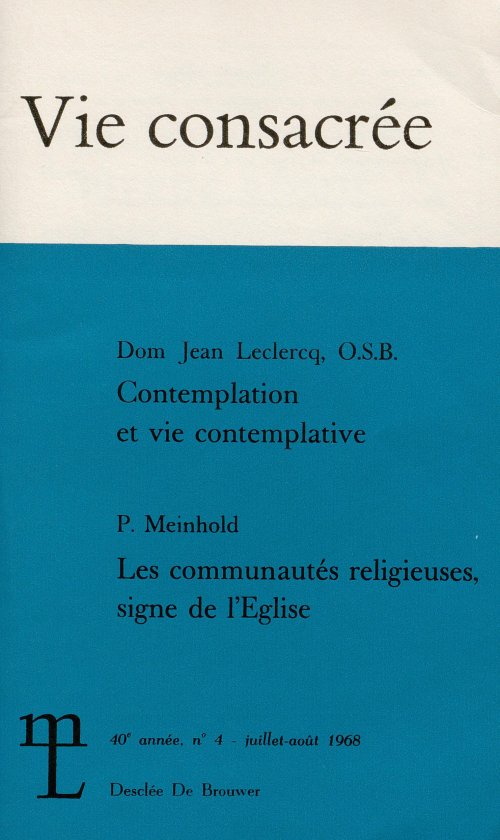 Vie consacrée
Dom Jean Leclercq, O.S.B.
Contemplation
et vie contemplative
P. Meinhold
Les communautés religieuses,
signe de l'Eglise
mL
40e année, n° 4 - juillet-août 1968
Desclée De Brouwer